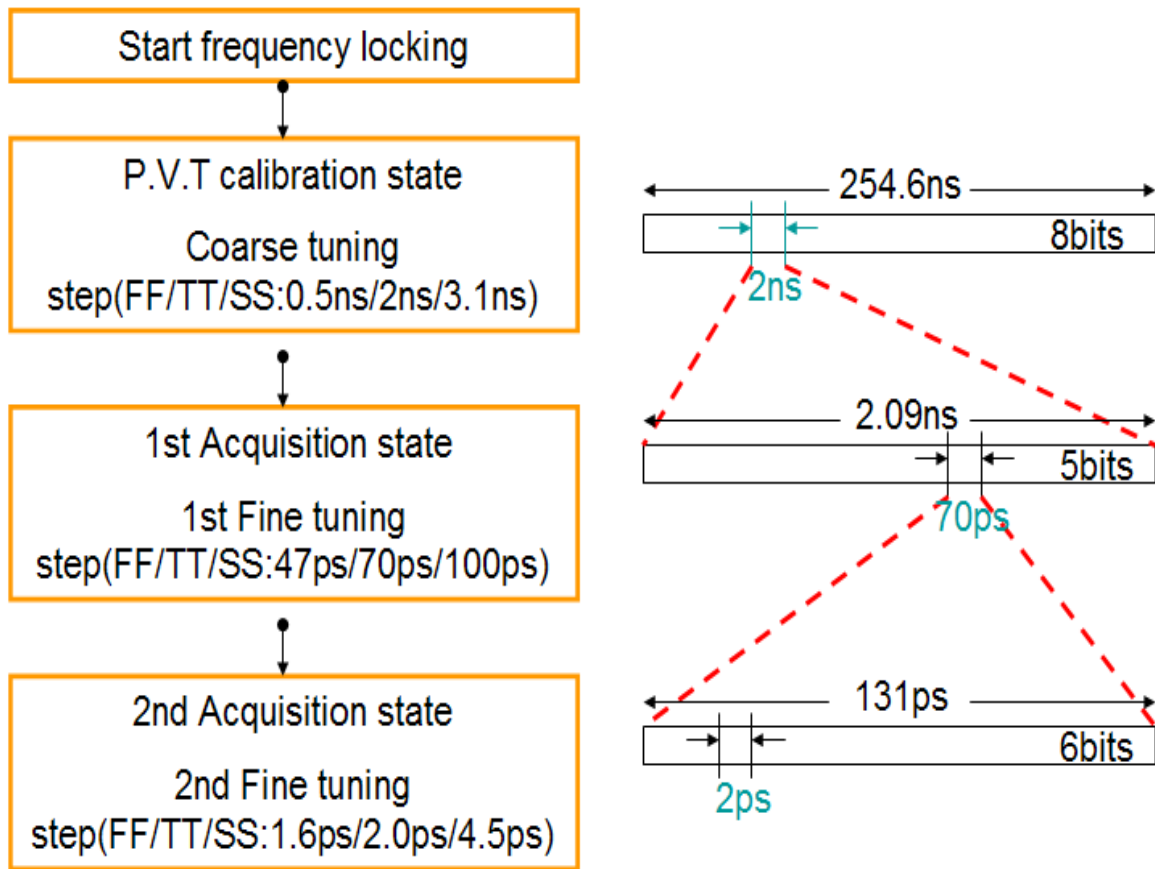 Start frequency locking
P.V.T calibration state
Coarse tuning
step(FF/TT/SS:0.5ns/2ns/3.1ns)
1st Acquisition state
1st Fine tuning
step(FF/TT/SS:47ps/70ps/100ps)
2nd Acquisition state
2nd Fine tuning
step(FF/TT/SS:1.6ps/2.0ps/4.5ps)
254.6ns
8bits
2ns
2.09ns
5bits
70ps
131ps
6bits
2ps